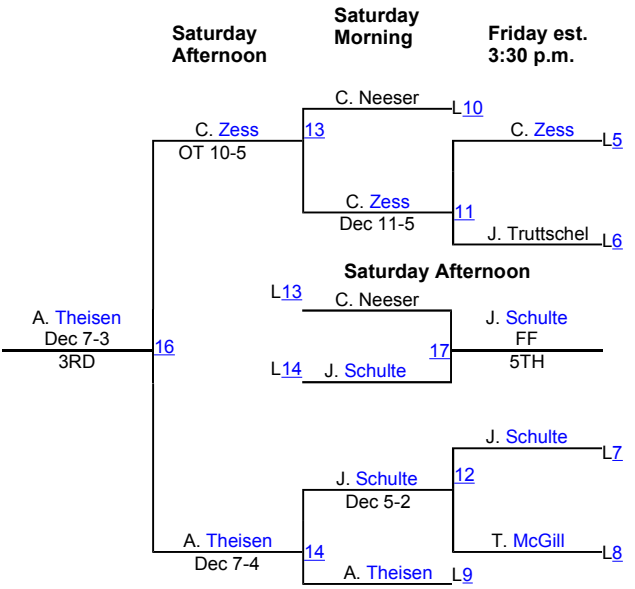 Saturday
Afternoon
Saturday
Morning
Friday est.
3:30 p.m.
C. Neeser
L10
C. Zess
OT 10-5
13
C. Zess
L5
C. Zess
Dec 11-5
11
J. Truttschel
L6
Saturday Afternoon
L13
C. Neeser
A. Theisen
Dec 7-3
3RD
16
J. Schulte
FF
5TH
17
L14
J. Schulte
J. Schulte
L7
J. Schulte
Dec 5-2
12
A. Theisen
Dec 7-4
14
T. McGill
L8
A. Theisen
L9